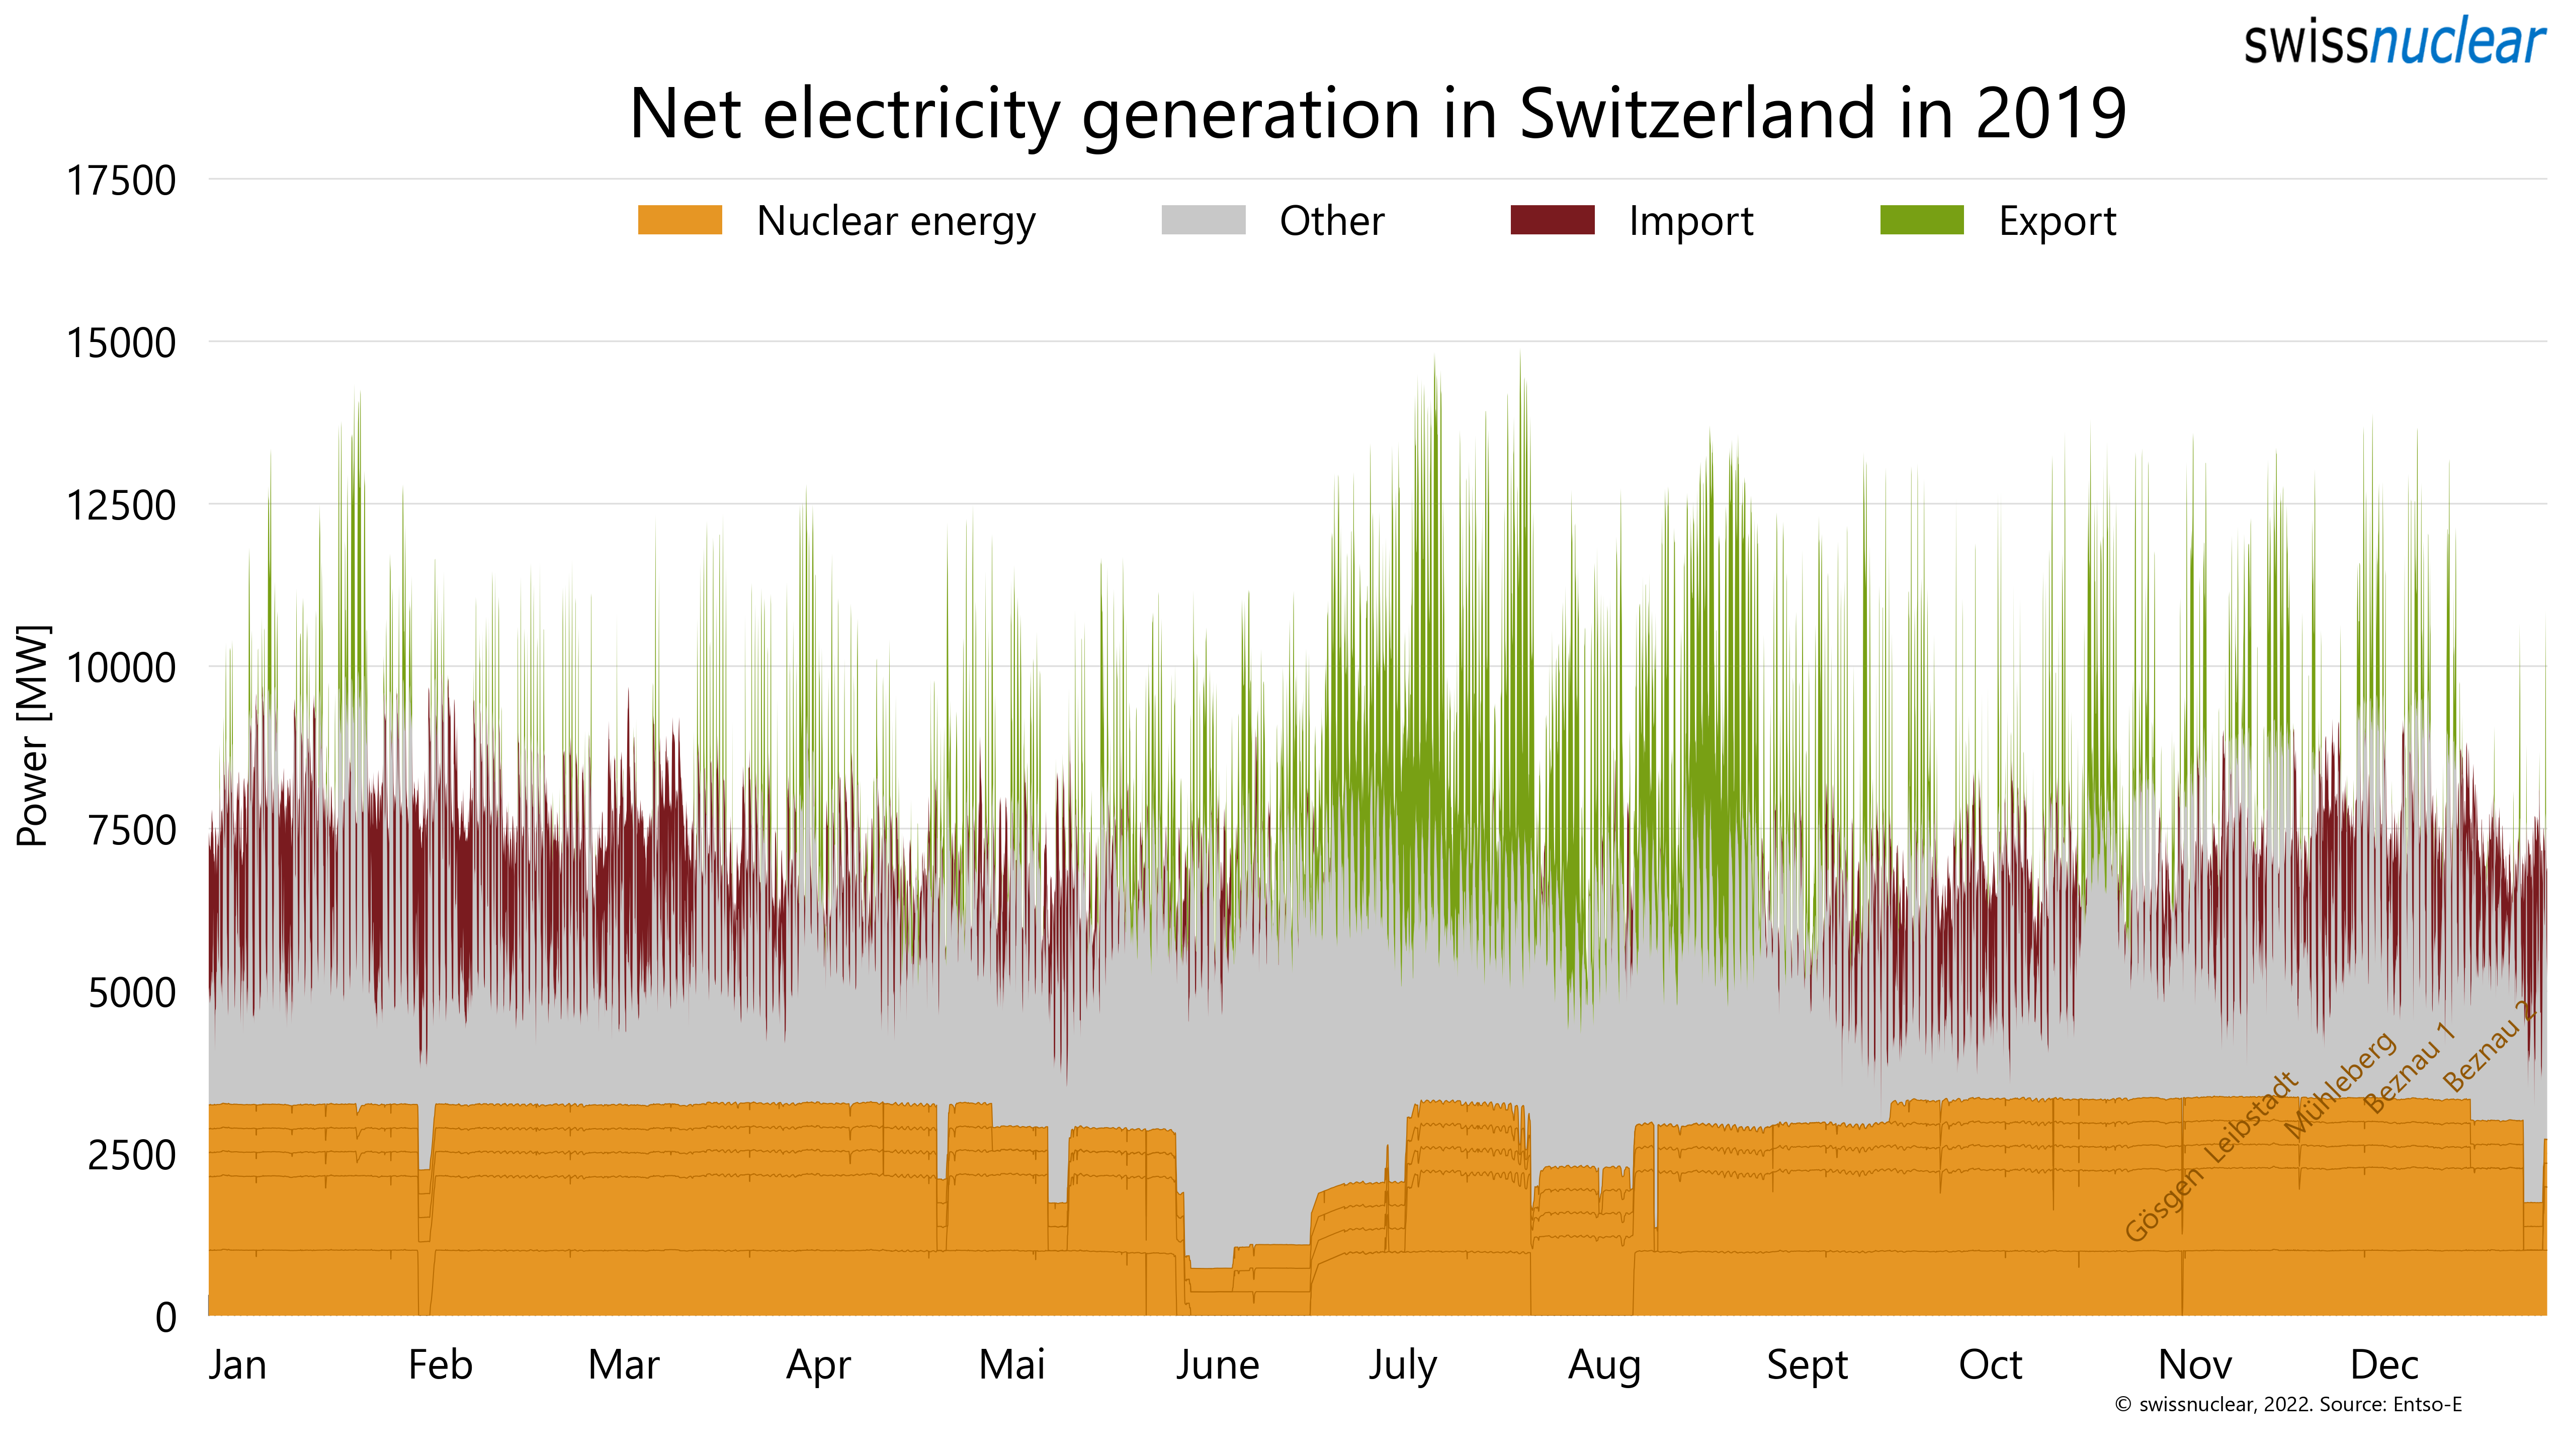 swissnuclear
Net electricity generation in Switzerland in 2019
17500
Nuclear energy Other Import Export
15000
12500
10000
7500
5000
2500
0
Power [MW]
Gösgen
Leibstadt
Mühleberg
Beznau 1
Beznau 2
Jan Feb Mar Apr Mai June July Aug Sept Oct Nov Dec
© swissnuclear, 2022. Source: Entso-E